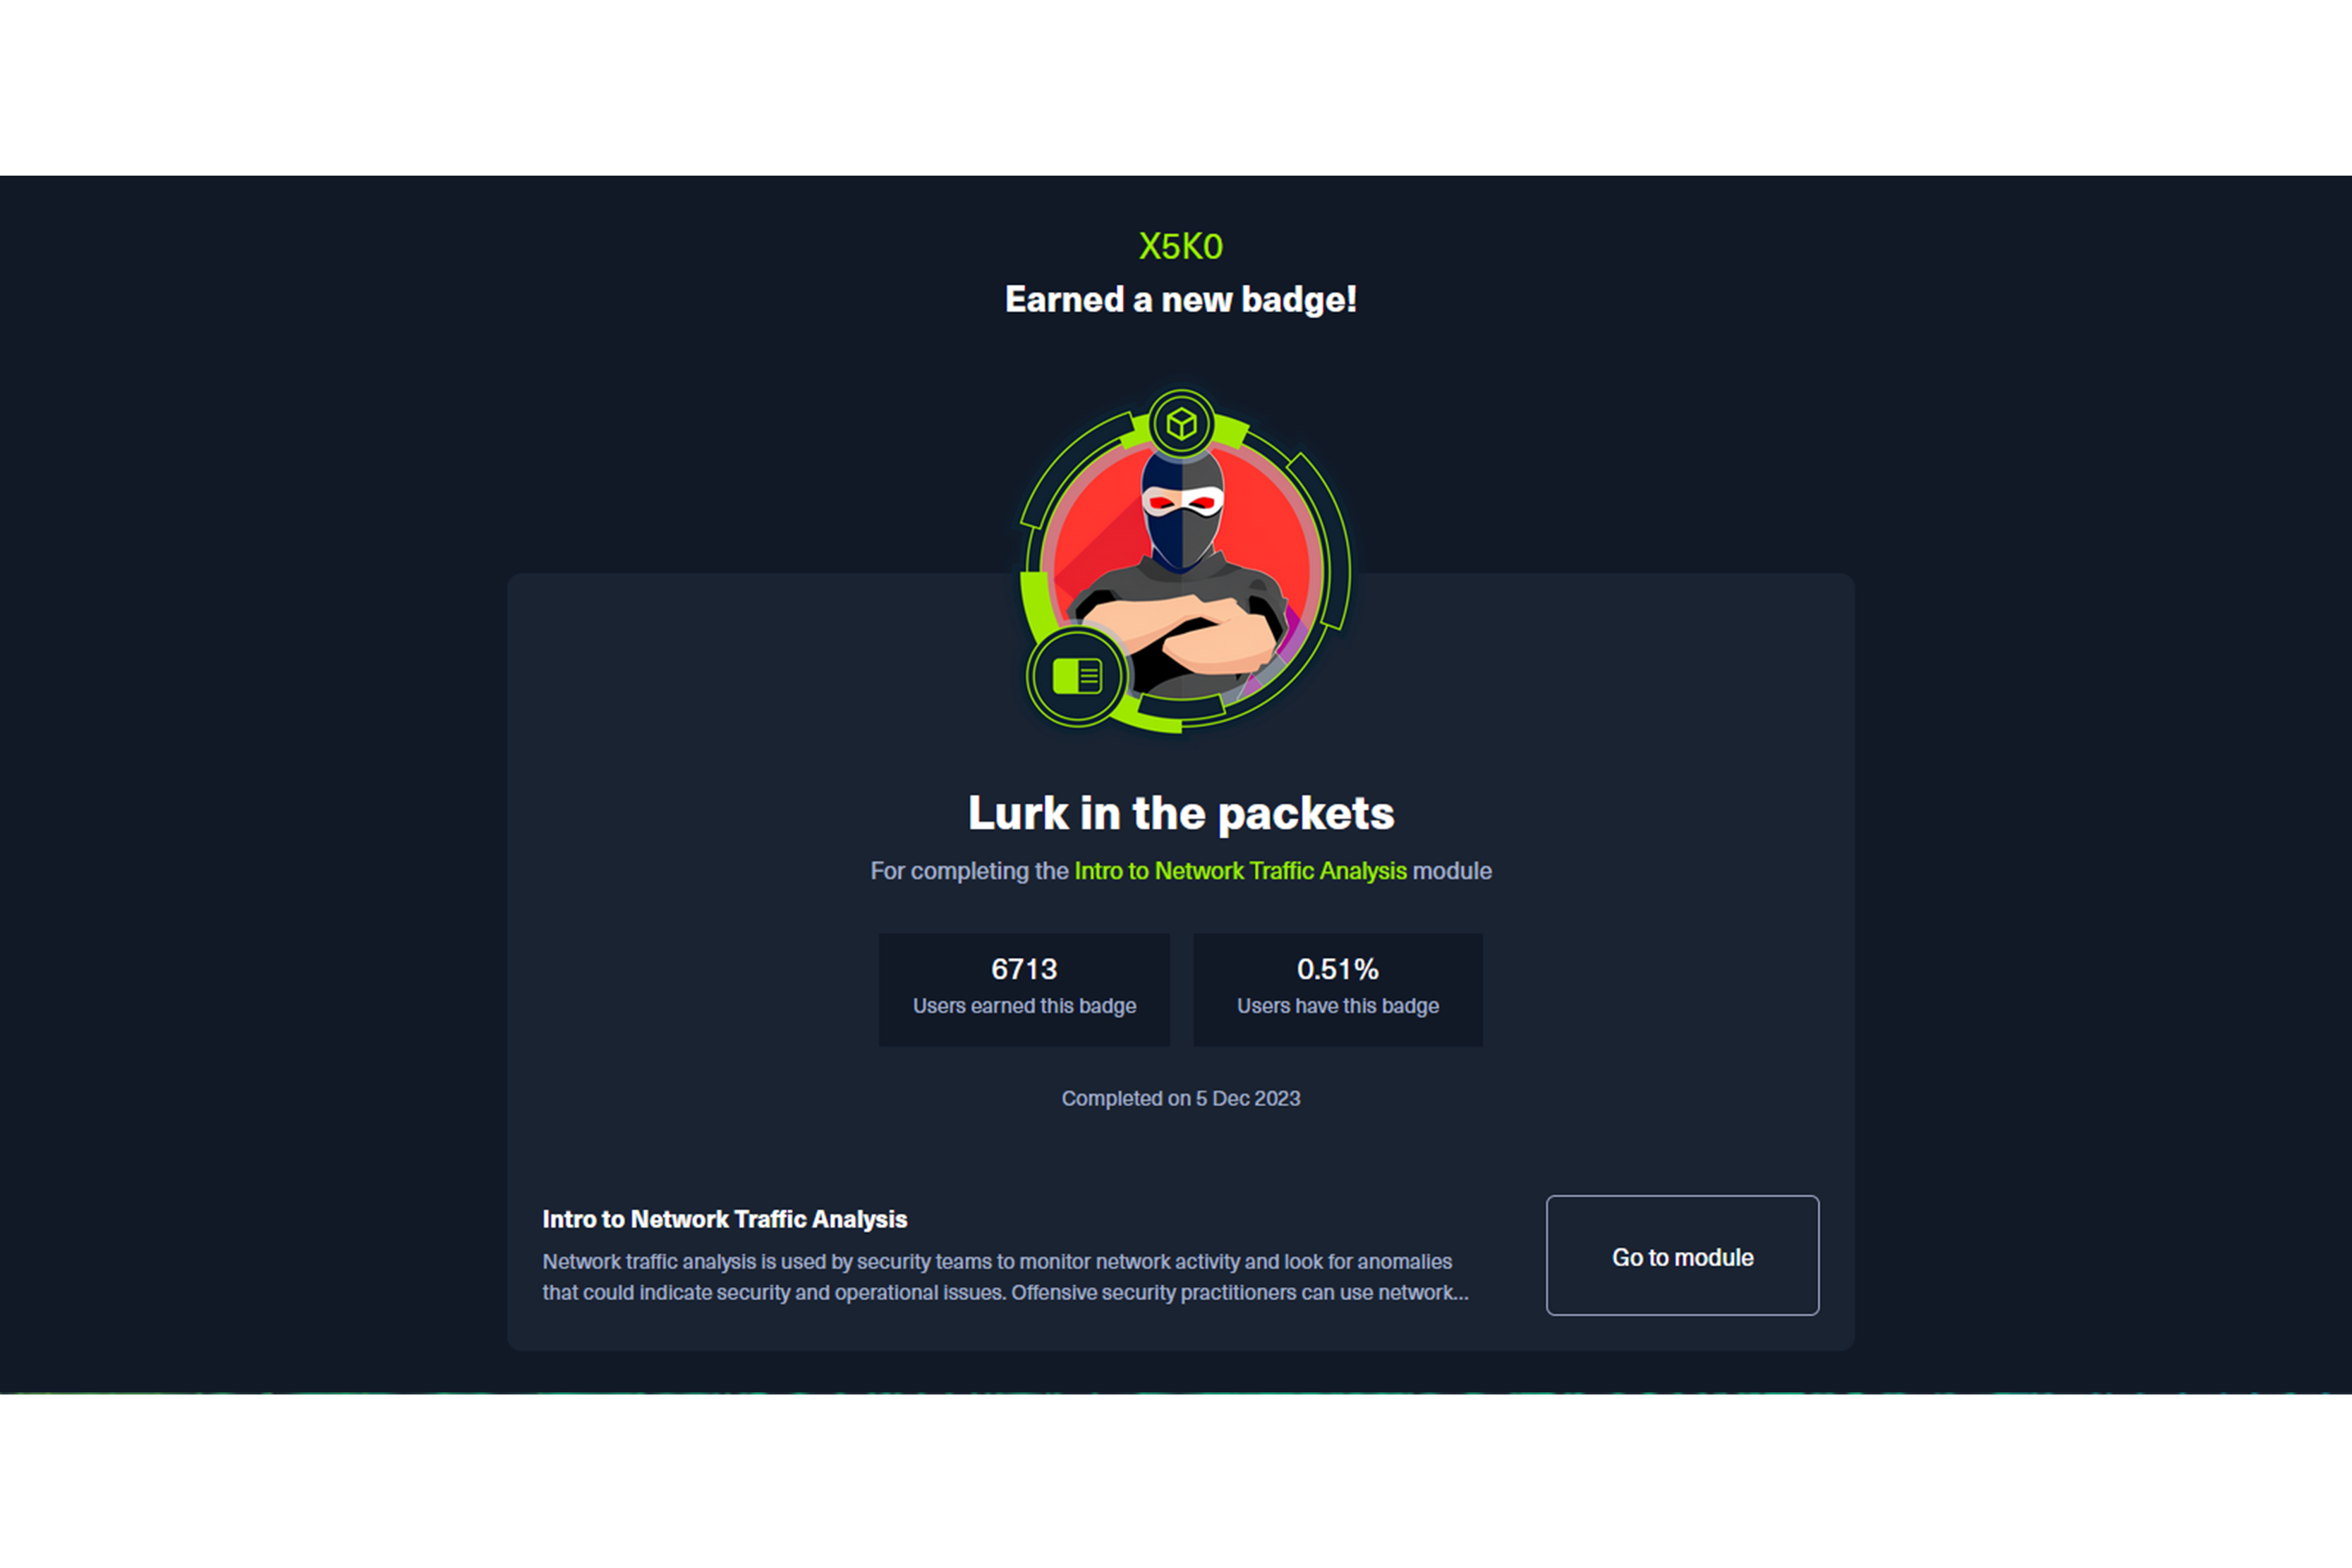 X5K0
Earned a new badge!
Lurk in the packets
For completing the Intro to Network Traffic Analysis module
6713
Users earned this badge
0.51%
Users have this badge
Completed on 5 Dec 2023
Intro to Network Traffic Analysis
Network traffic analysis is used by security teams to monitor network activity and look for anomalies
that could indicate security and operational issues. Offensive security practitioners can use network...
Go to module